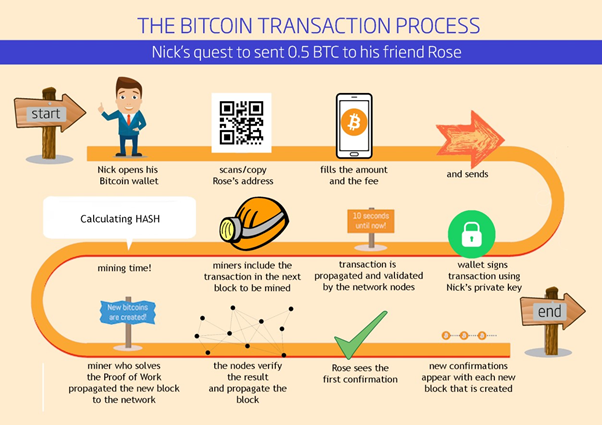 THE BITCOIN TRANSACTION PROCESS
Nick's quest to sent 0.5 BTC to his friend Rose
start
Nick opens his
Bitcoin wallet
scans/copy
Rose's address
fills the amount
and the fee
and sends
wallet signs
transaction using
Nick's private key
10 seconds
until now!
transaction is
propagated and validated
by the network nodes
miners include the
transaction in the next
block to be mined
Calculating HASH
mining time!
New bitcoins
are created!
miner who solves
the Proof of Work
propagated the new block
to the network
the nodes verify
the result
and propagate the
block
Rose sees the
first confirmation
new confirmations
appear with each new
block that is created
end